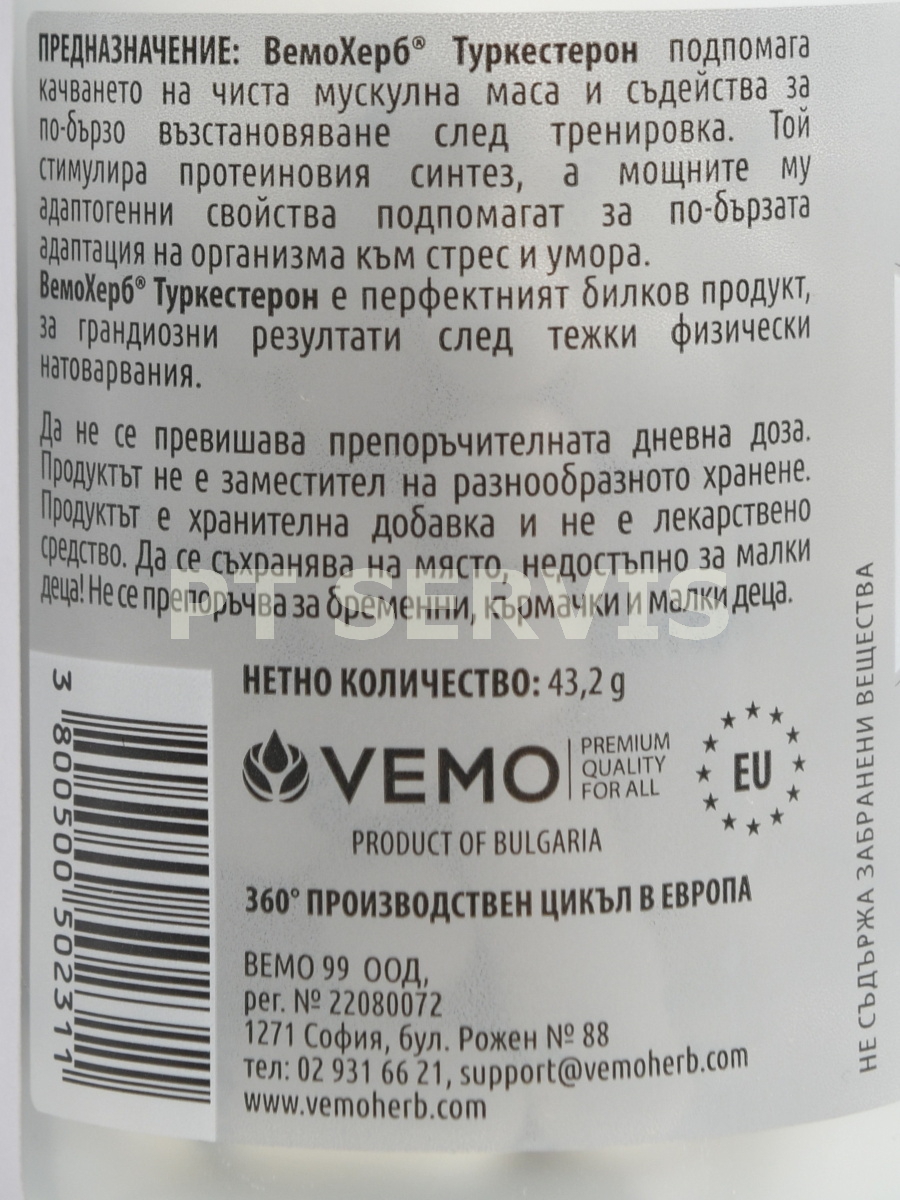 ПРЕДНАЗНАЧЕНИЕ: ВемоХерб® Туркестерон подпомага
качването на чиста мускулна маса и съдейства за
по-бързо възстановяване след тренировка. Той
стимулира протеиновия синтез, а мощните му
адаптогенни свойства подпомагат за по-бързата
адаптация на организма към стрес и умора.
ВемоХерб® Туркестерон е перфектният билков продукт,
за грандиозни резултати след тежки физически
натоварвания.
Да не се превишава препоръчителната дневна доза.
Продуктът не е заместител на разнообразното хранене.
Продуктът е хранителна добавка и не е лекарствено
средство. Да се съхранява на място, недостъпно за малки
деца! Не се препоръчва за бременни, кърмачки и малки деца.
PT SERVIS
НЕТНО КОЛИЧЕСТВО: 43,2 g
VEMO
PREMIUM
QUALITY
FOR ALL
EU
PRODUCT OF BULGARIA
360° ПРОИЗВОДСТВЕН ЦИКЪЛ В ЕВРОПА
ВЕМО 99 ООД,
рег. № 22080072
1271 София, бул. Рожен № 88
тел: 02 931 66 21, support@vemoherb.com
www.vemoherb.com
3 800500 502311
НЕ СЪДЪРЖА ЗАБРАНЕНИ ВЕЩЕСТВА